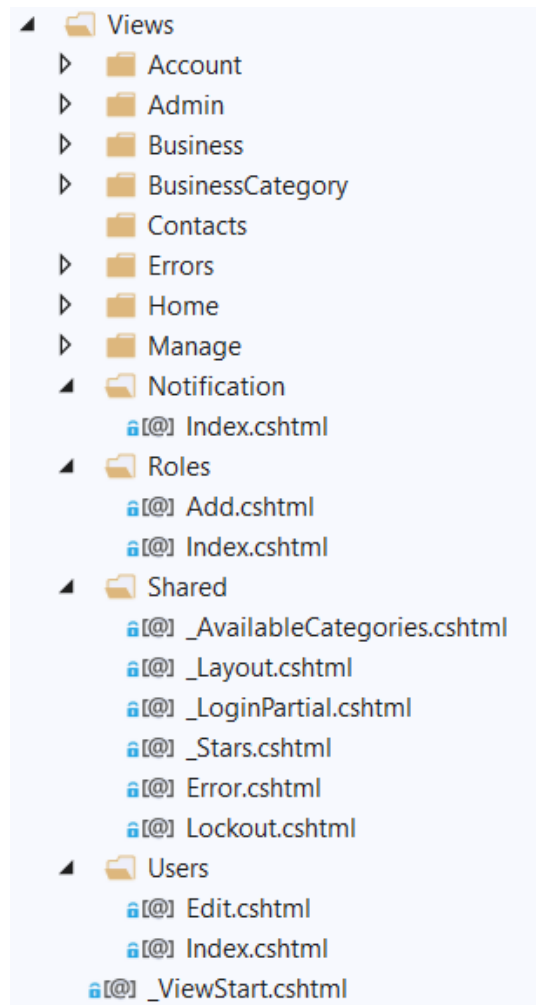 Views
Account
Admin
Business
BusinessCategory
Contacts
Errors
Home
Manage
Notification
[@] Index.cshtml
Roles
[@] Add.cshtml
[@] Index.cshtml
Shared
[@] _AvailableCategories.cshtml
[@] _Layout.cshtml
[@] _LoginPartial.cshtml
[@] _Stars.cshtml
[@] Error.cshtml
[@] Lockout.cshtml
Users
[@] Edit.cshtml
[@] Index.cshtml
[@] _ViewStart.cshtml